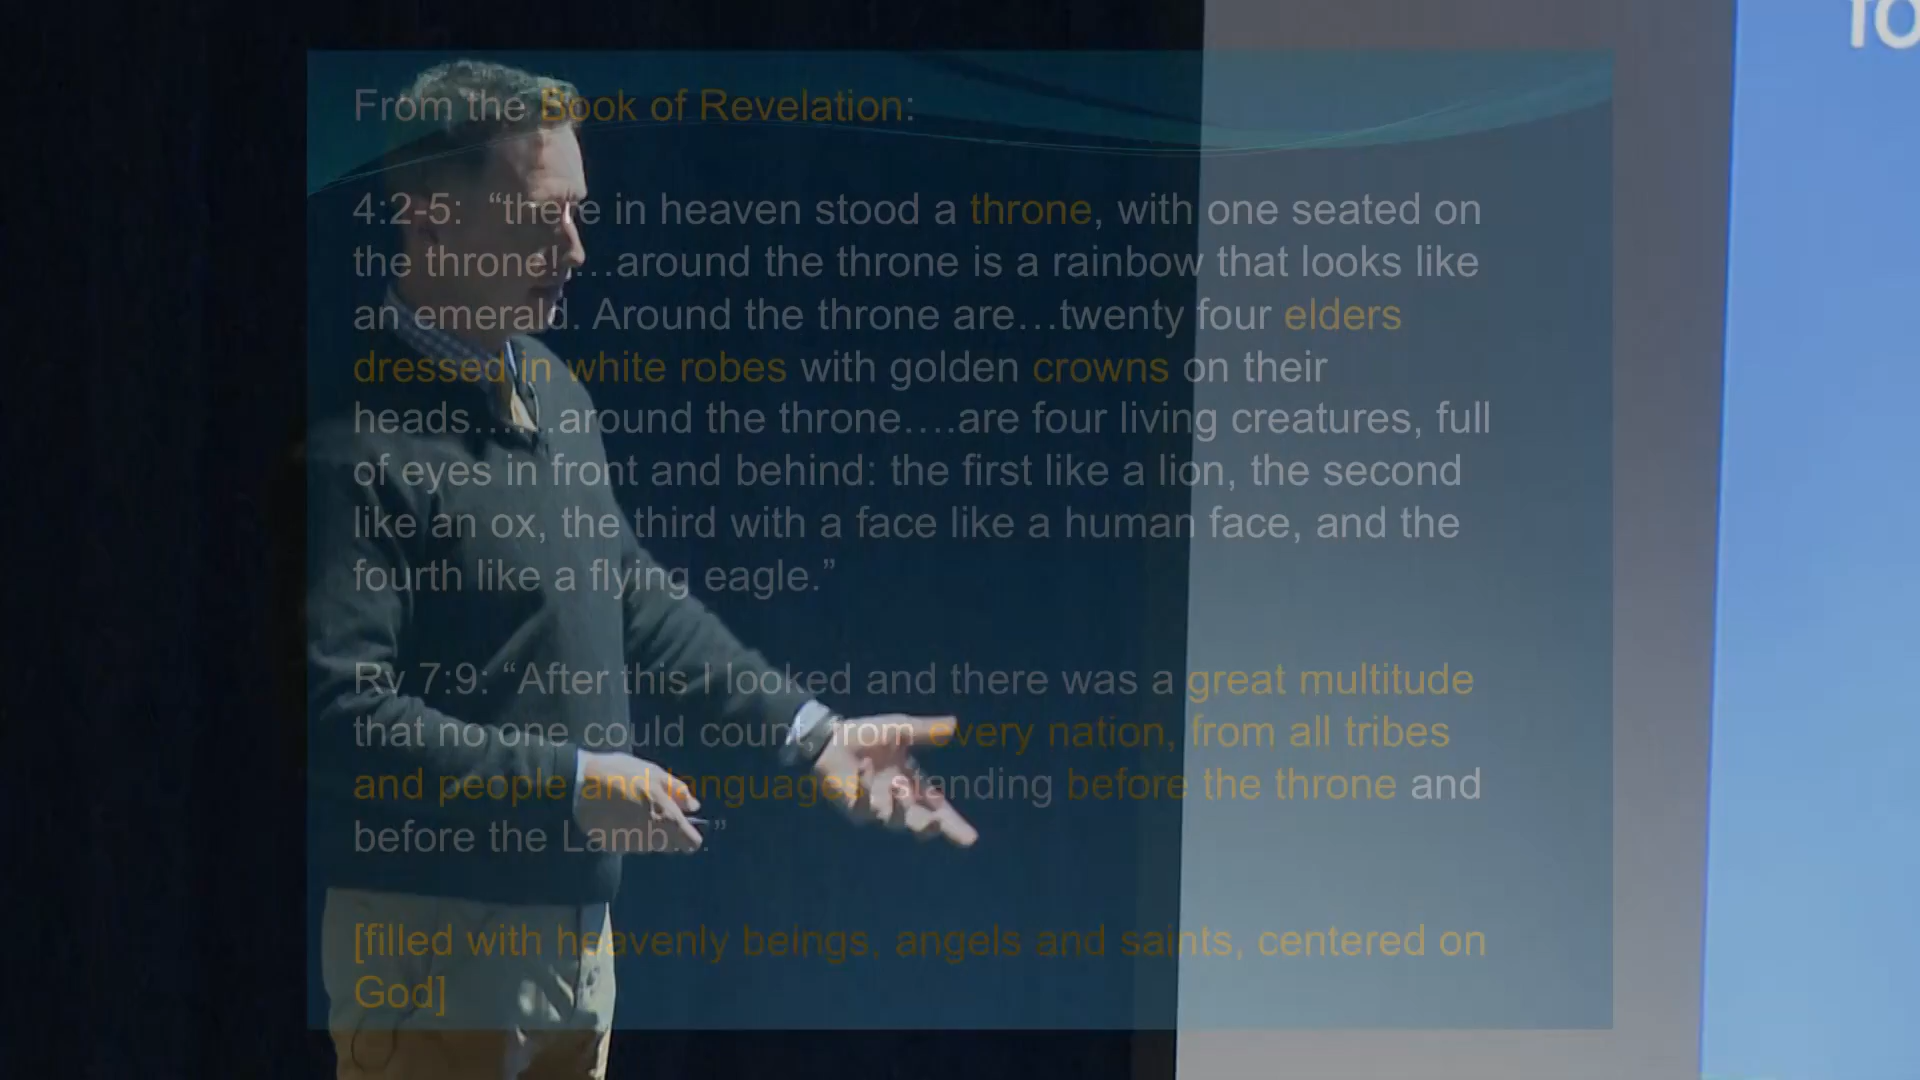 fo
From the Book of Revelation:
4:2-5: “there in heaven stood a throne, with one seated on
the throne!....around the throne is a rainbow that looks like
an emerald. Around the throne are…twenty four elders
dressed in white robes with golden crowns on their
heads…....around the throne….are four living creatures, full
of eyes in front and behind: the first like a lion, the second
like an ox, the third with a face like a human face, and the
fourth like a flying eagle.”
Rv 7:9: “After this I looked and there was a great multitude
that no one could count, from every nation, from all tribes
and people and languages, standing before the throne and
before the Lamb….”
[filled with heavenly beings, angels and saints, centered on
God]